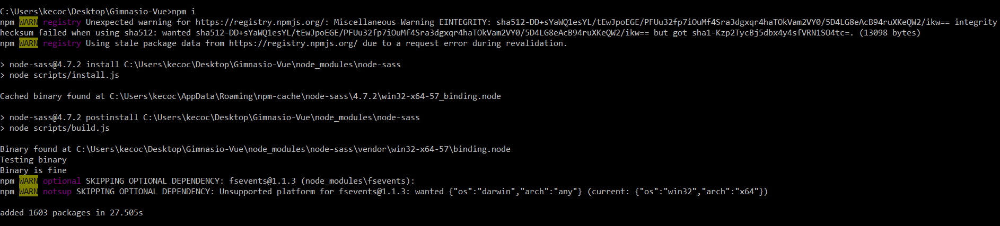 C:\Users\kecoc\Desktop\Gimnasio-Vue>npm i
npm WARN registry Unexpected warning for https://registry.npmjs.org/: Miscellaneous Warning EINTEGRITY: sha512-DD+sYaWQ1esYL/tEwJpoEGE/PFUu32fp7iOuMf4Sra3dgxqr4haTOkVam2VY0/5D4LG8eAcB94ruXKeQW2/ikw== integrity
hecksum failed when using sha512: wanted sha512-DD+sYaWQ1esYL/tEwJpoEGE/PFUu32fp7iOuMf4Sra3dgxqr4haTOkVam2VY0/5D4LG8eAcB94ruXKeQW2/ikw== but got sha1-Kzp2TycBj5dbx4y4sfVRN1SO4tc=. (13098 bytes)
npm WARN registry Using stale package data from https://registry.npmjs.org/ due to a request error during revalidation.
> node-sass@4.7.2 install C:\Users\kecoc\Desktop\Gimnasio-Vue\node_modules\node-sass
> node scripts/install.js
Cached binary found at C:\Users\kecoc\AppData\Roaming\npm-cache\node-sass\4.7.2\win32-x64-57_binding.node
> node-sass@4.7.2 postinstall C:\Users\kecoc\Desktop\Gimnasio-Vue\node_modules\node-sass
> node scripts/build.js
Binary found at C:\Users\kecoc\Desktop\Gimnasio-Vue\node_modules\node-sass\vendor\win32-x64-57\binding.node
Testing binary
Binary is fine
npm WARN optional SKIPPING OPTIONAL DEPENDENCY: fsevents@1.1.3 (node_modules\fsevents):
npm WARN notsup SKIPPING OPTIONAL DEPENDENCY: Unsupported platform for fsevents@1.1.3: wanted {"os":"darwin","arch":"any"} (current: {"os":"win32","arch":"x64"})
added 1603 packages in 27.505s